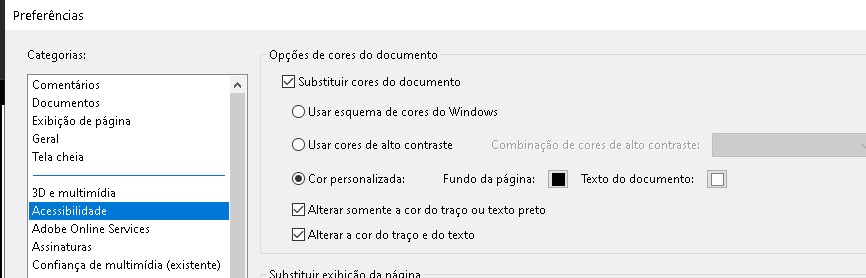 Preferências
Categorias:
Comentários
Documentos
Exibição de página
Geral
Tela cheia
3D e multimídia
Acessibilidade
Adobe Online Services
Assinaturas
Confiança de multimídia (existente)
Opções de cores do documento
Substituir cores do documento
Usar esquema de cores do Windows
Usar cores de alto contraste Combinação de cores de alto contraste:
Cor personalizada: Fundo da página: Texto do documento:
Alterar somente a cor do traço ou texto preto
Alterar a cor do traço e do texto
Substituir exibição da página